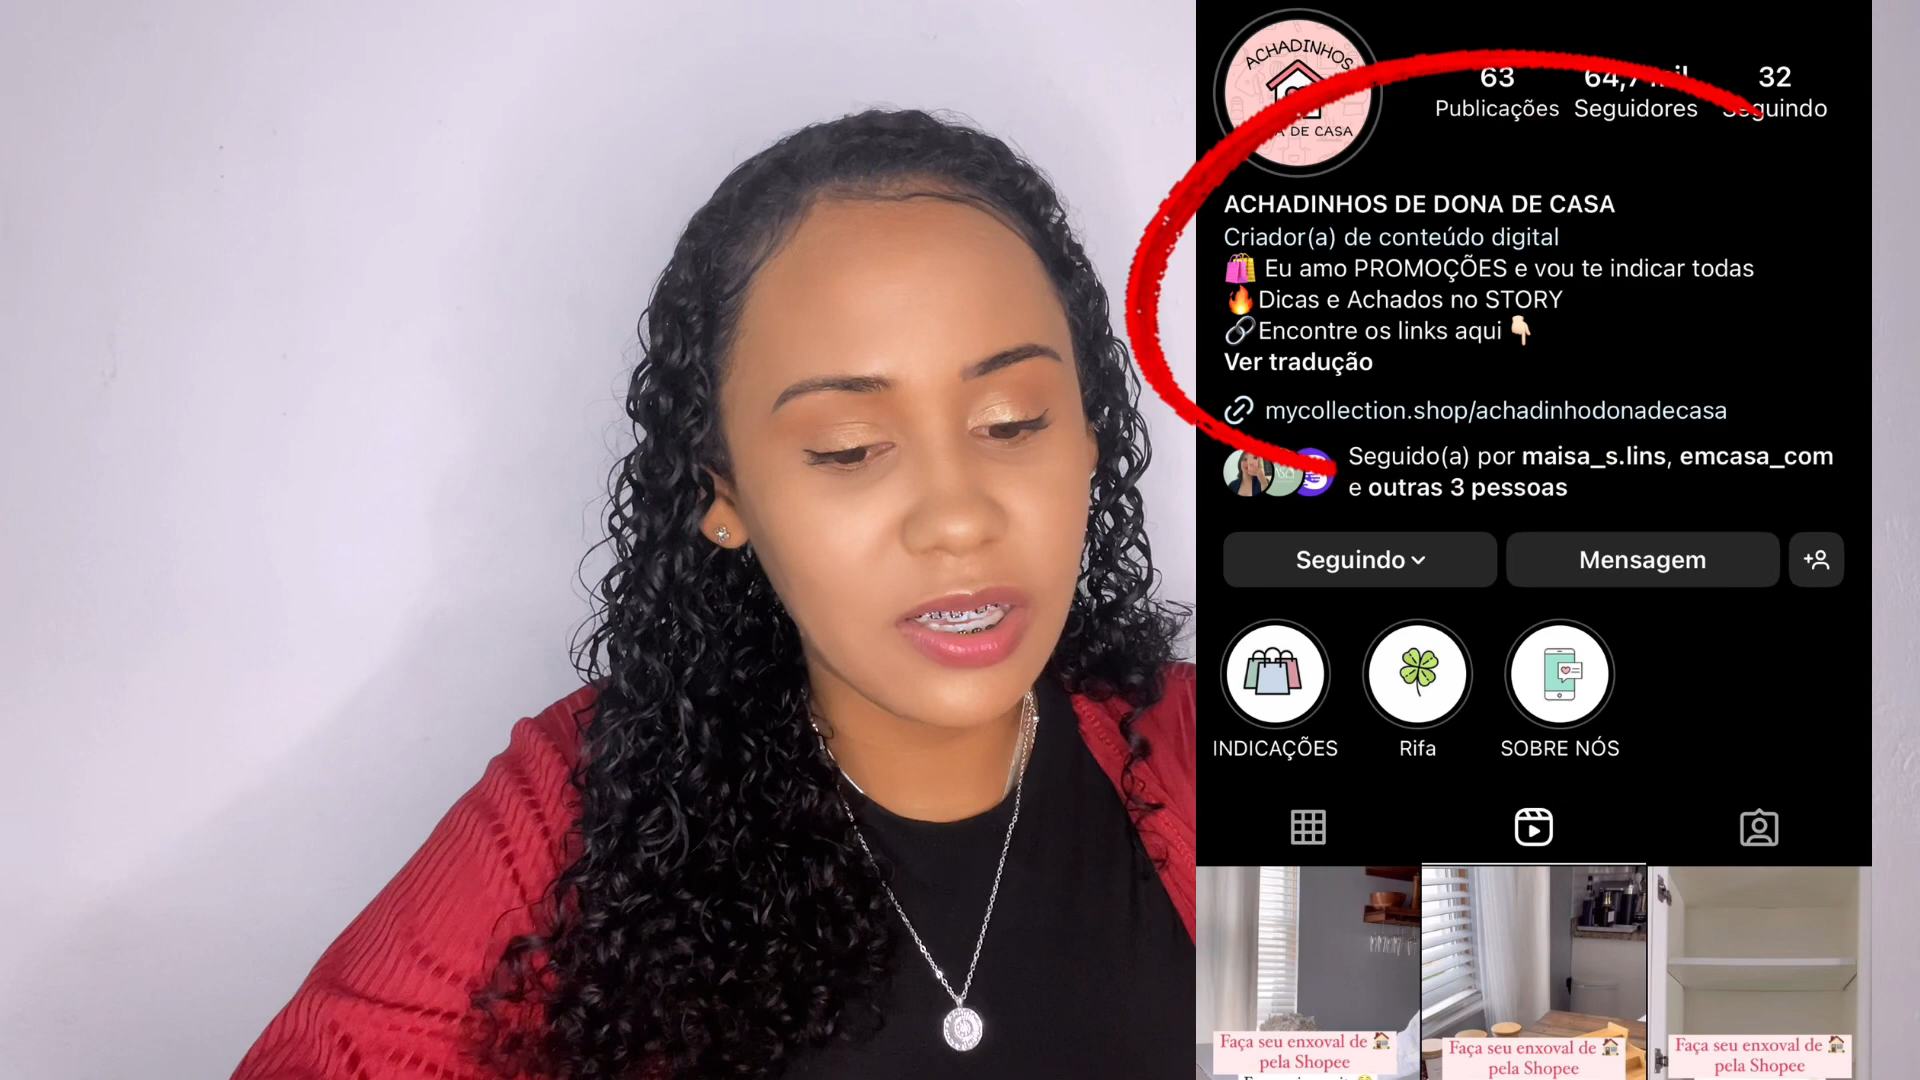 ACHADINHOS
A DE CASA
63
32
Publicações
Seguidores
Seguindo
ACHADINHOS DE DONA DE CASA
Criador(a) de conteúdo digital
🛍️ Eu amo PROMOÇÕES e vou te indicar todas
🔥Dicas e Achados no STORY
🔗Encontre os links aqui👇🏻
Ver tradução
mycollection.shop/achadinhodonadecasa
Seguido(a) por maisa_s.lins, emcasa_com
e outras 3 pessoas
Seguindo
Mensagem
INDICAÇÕES
Rifa
SOBRE NÓS
Faça seu enxoval de 🏠
pela Shopee
Faça seu enxoval de 🏠
pela Shopee
Faça seu enxoval de 🏠
pela Shopee